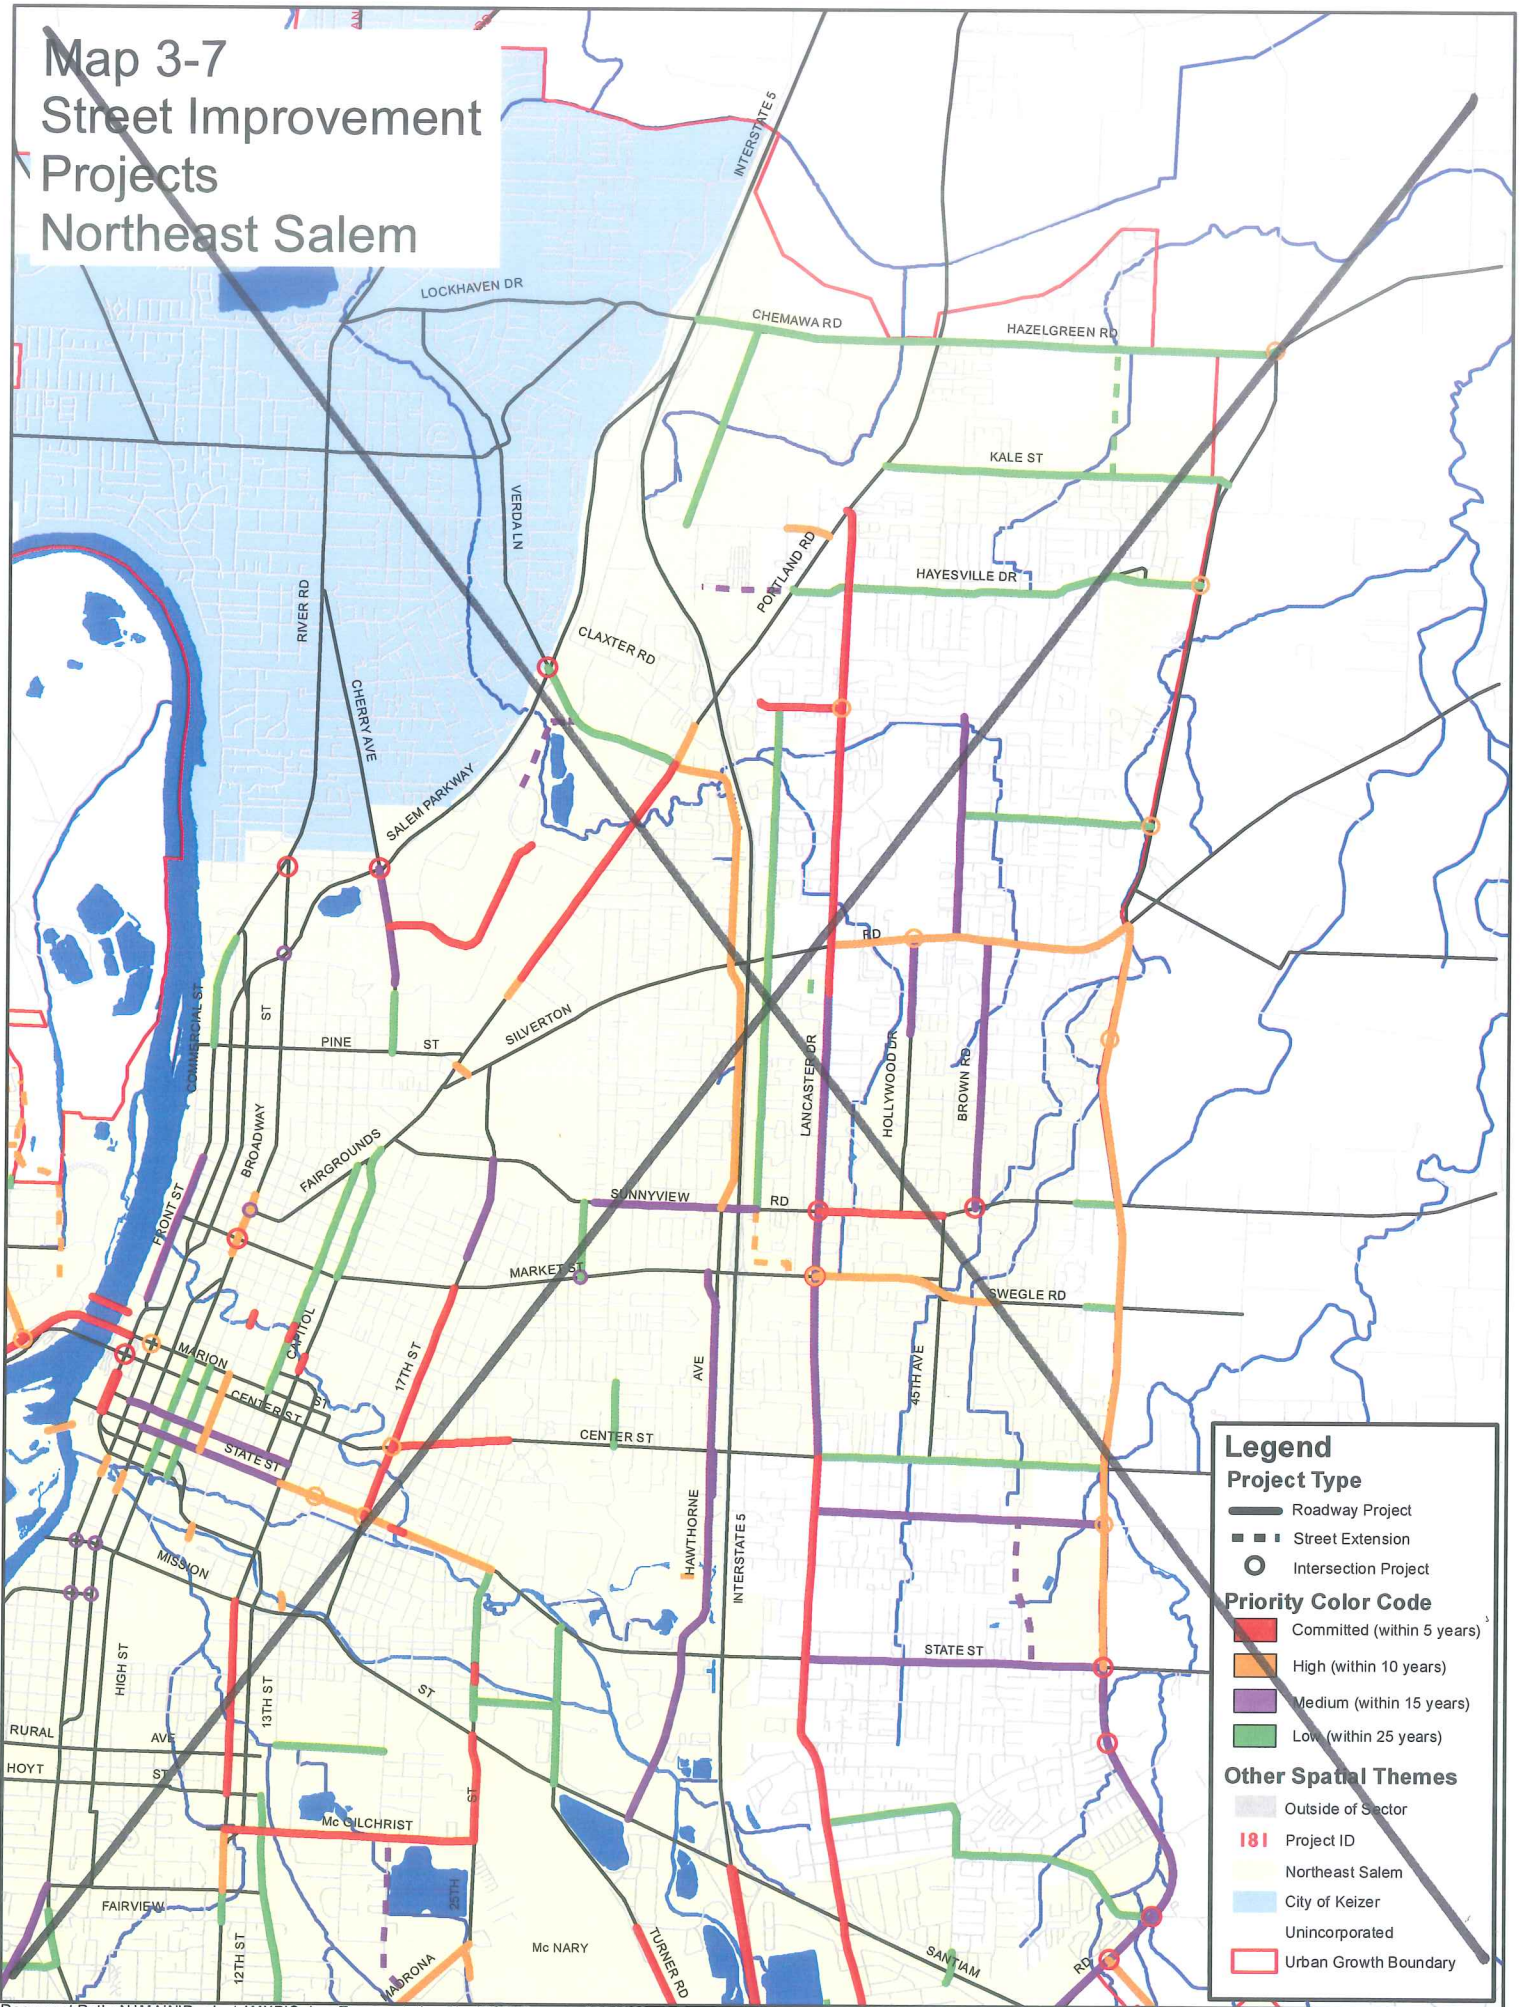 Map 3-7
Street Improvement
Projects
Northeast Salem
INTERSTATE 5
LOCKHAVEN DR
CHEMAWA RD
HAZELGREEN RD
KALE ST
VERDA LN
PORTLAND RD
HAYESVILLE DR
RIVER RD
CLAXTER RD
CHERRY AVE
SALEM PARKWAY
RD
COMMERCIAL ST
ST
PINE
ST
SILVERTON
LANCASTER DR
HOLLYWOOD DR
BROWN RD
BROADWAY
FAIRGROUNDS
FRONT ST
SUNNYVIEW
RD
MARKET ST
SWEGLE RD
CAPITOL
MARION
17TH ST
AVE
45TH AVE
CENTER ST
ST
CENTER ST
STATE ST
HAWTHORNE
INTERSTATE 5
MISSION
STATE ST
HIGH ST
13TH ST
ST
RURAL
AVE
HOYT
ST
ST
Mc GILCHRIST
FAIRVIEW
25TH
12TH ST
MADRONA
Mc NARY
TURNER RD
SANTIAM
RD
Legend
Project Type
Roadway Project
Street Extension
Intersection Project
Priority Color Code
Committed (within 5 years)
High (within 10 years)
Medium (within 15 years)
Low (within 25 years)
Other Spatial Themes
Outside of Sector
181 Project ID
Northeast Salem
City of Keizer
Unincorporated
Urban Growth Boundary